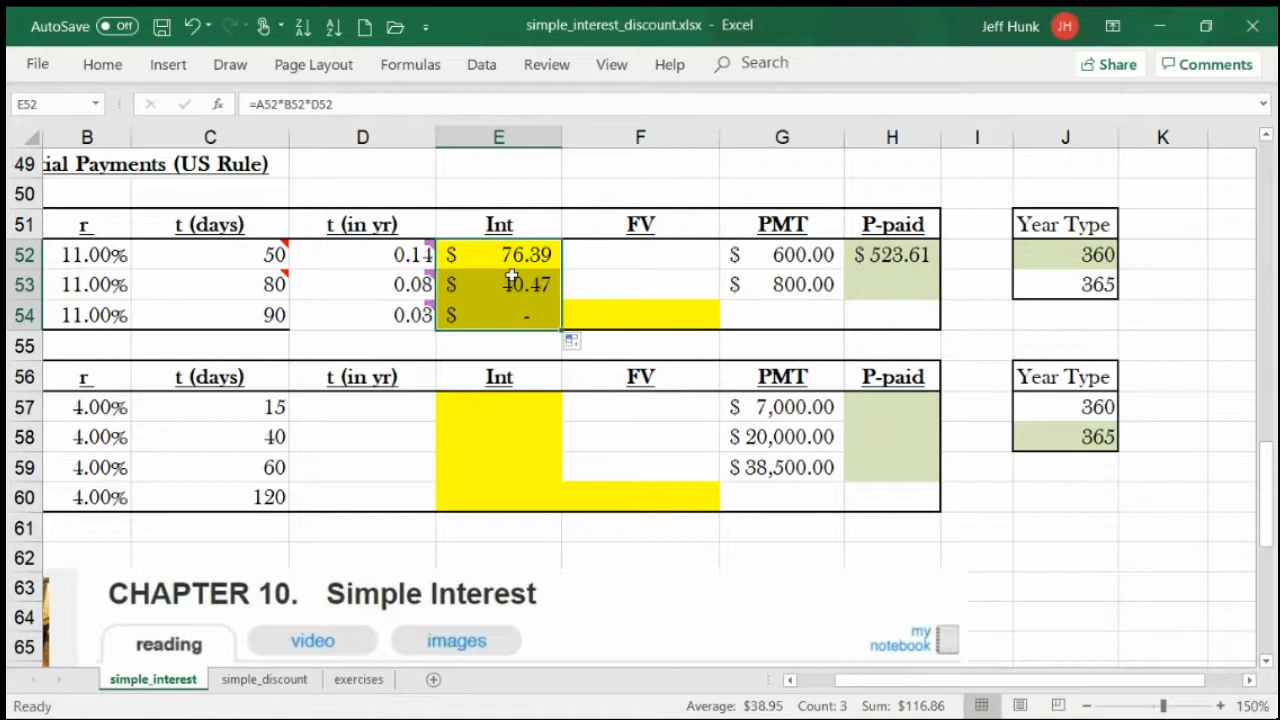 AutoSave Off simple_interest_discount.xlsx - Excel Jeff Hunk JH
File Home Insert Draw Page Layout Formulas Data Review View Help Search Share Comments
E52 fx =A52*B52*D52
B C D E F G H I J K
49 ial Payments (US Rule)
50
51 r t (days) t (in yr) Int FV PMT P-paid Year Type
52 11.00% 50 0.14 $ 76.39 $ 600.00 $ 523.61 360
53 11.00% 80 0.08 $ 40.47 $ 800.00 365
54 11.00% 90 0.03 $ -
55
56 r t (days) t (in yr) Int FV PMT P-paid Year Type
57 4.00% 15 $ 7,000.00 360
58 4.00% 40 $ 20,000.00 365
59 4.00% 60 $ 38,500.00
60 4.00% 120
61
62
63 CHAPTER 10. Simple Interest
64
65 reading video images my notebook
simple_interest simple_discount exercises
Ready Average: $38.95 Count: 3 Sum: $116.86 150%